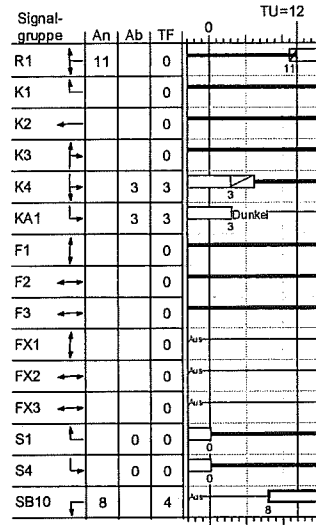 TU=12
Signal-
gruppe An Ab TF 0
R1 11 0 11
K1 0
K2 0
K3 0
K4 3 3 3
KA1 3 3 Dunkel 3
F1 0
F2 0
F3 0
FX1 0 Aus
FX2 0 Aus
FX3 0 Aus
S1 0 0 0
S4 0 0 0
SB10 8 4 Aus 8